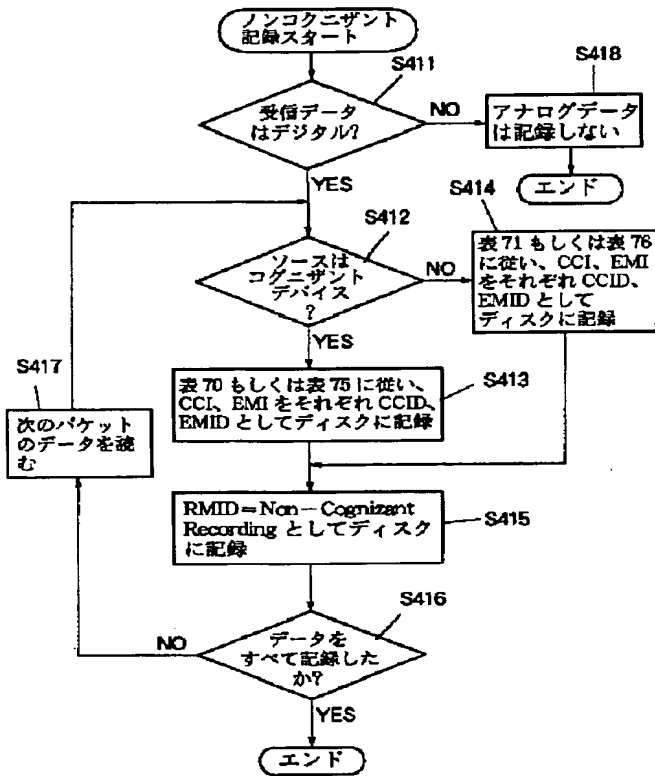 ノンコグニザント
記録スタート
S411
受信データ
はデジタル?
NO
YES
S418
アナログデータ
は記録しない
エンド
S412
ソースは
コグニザント
デバイス
?
NO
YES
S414
表71もしくは表76
に従い、CCI、EMI
をそれぞれCCID、
EMIDとして
ディスクに記録
S413
表70もしくは表75に従い、
CCI、EMIをそれぞれCCID、
EMIDとしてディスクに記録
S417
次のパケット
のデータを読
む
S415
RMID=Non-Cognizant
Recordingとしてディスク
に記録
S416
データを
すべて記録した
か?
NO
YES
エンド